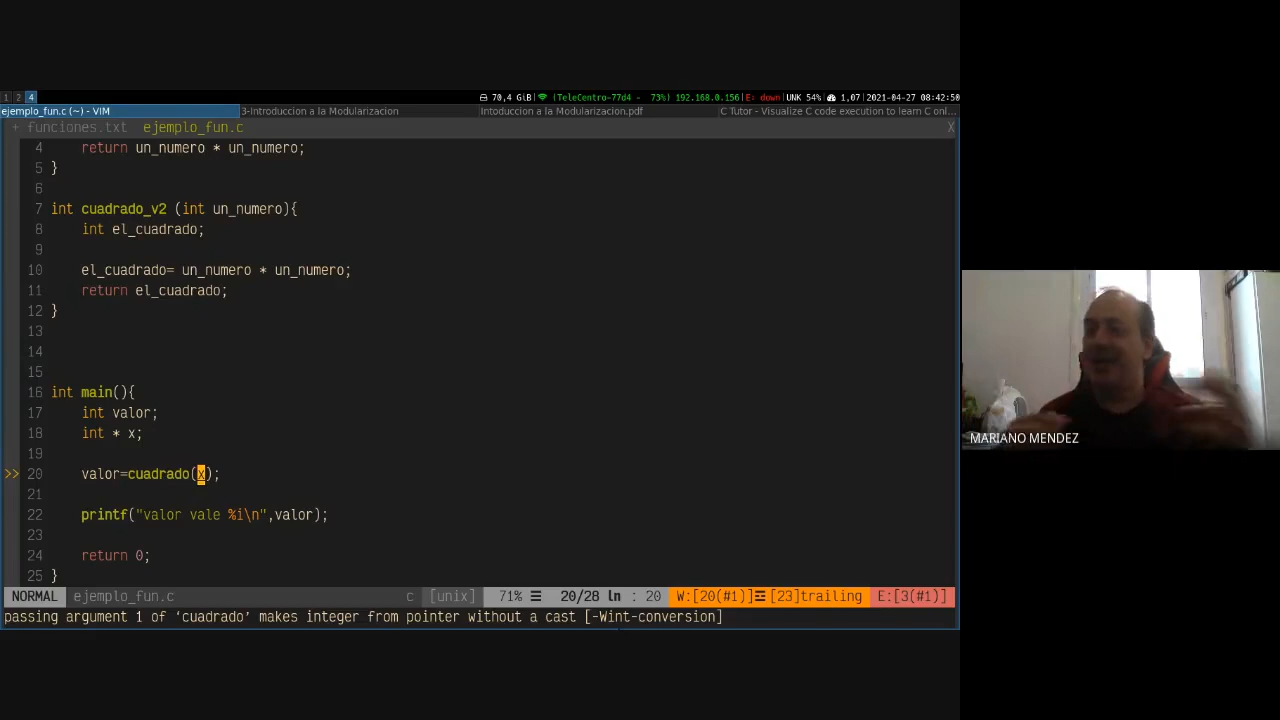 1 2 4
70,4 GiB| |(TeleCentro-77d4 - 73%) 192.168.0.156|E: down|UNK 54%| 1,07|2021-04-27 08:42:50
ejemplo_fun.c (~) - VIM
3-Introduccion a la Modularizacion
Intoduccion a la Modularizacion.pdf
C Tutor - Visualize C code execution to learn C onl...
+ funciones.txt ejemplo_fun.c X
4 return un_numero * un_numero;
5 }
6
7 int cuadrado_v2 (int un_numero){
8 int el_cuadrado;
9
10 el_cuadrado= un_numero * un_numero;
11 return el_cuadrado;
12 }
13
14
15
16 int main(){
17 int valor;
18 int * x;
19
>> 20 valor=cuadrado(x);
21
22 printf("valor vale %i\n",valor);
23
24 return 0;
25 }
NORMAL ejemplo_fun.c c [unix] 71% ☰ 20/28 ln : 20 W:[20(#1)]☲[23]trailing E:[3(#1)]
passing argument 1 of ‘cuadrado’ makes integer from pointer without a cast [-Wint-conversion]
MARIANO MENDEZ